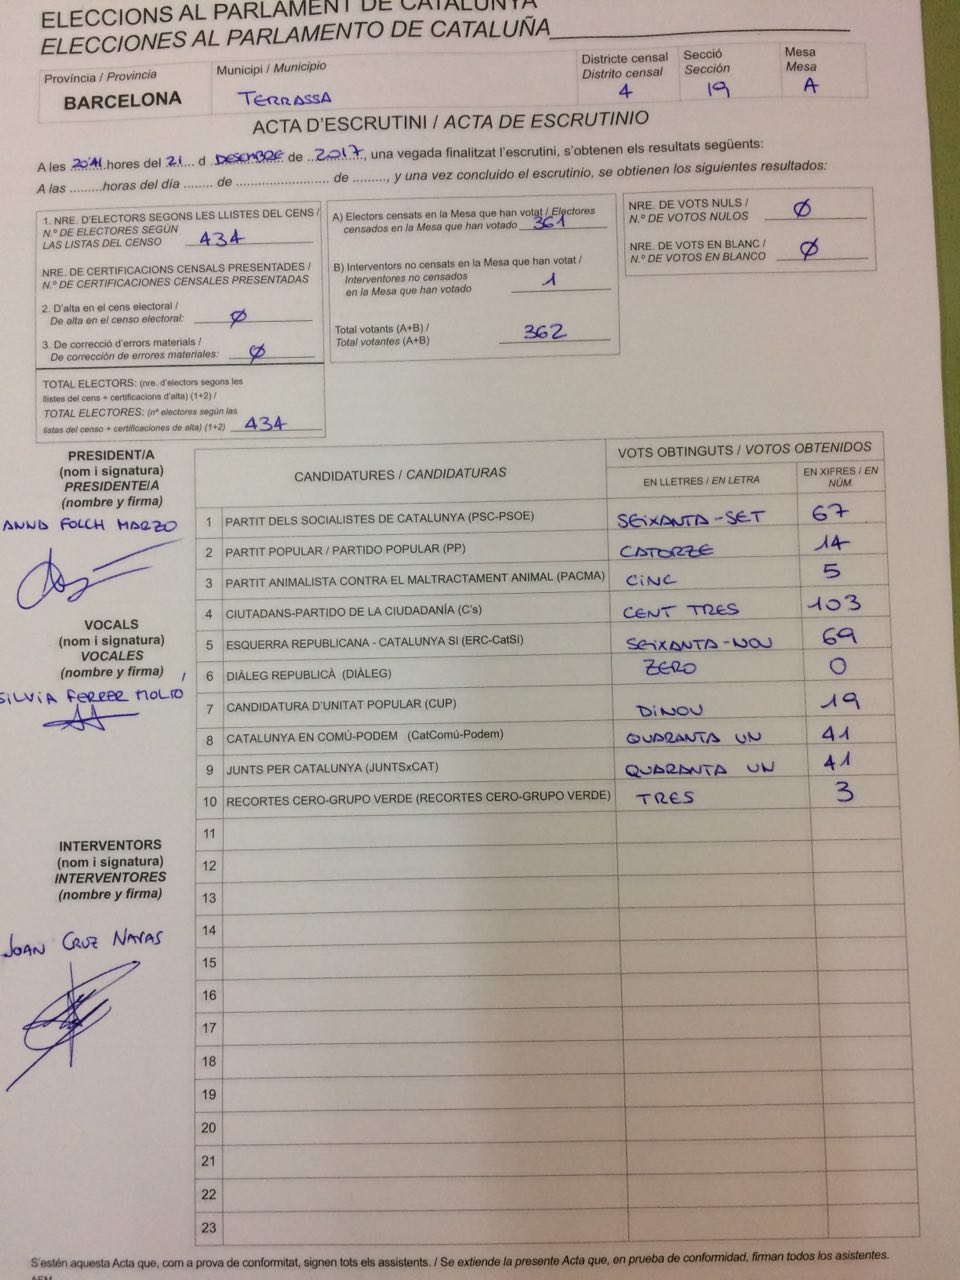 ELECCIONS AL PARLAMENT DE CATALUNYA
ELECCIONES AL PARLAMENTO DE CATALUÑA
Província / Provincia
BARCELONA
Municipi / Municipio
TERRASSA
Districte censal
Distrito censal
4
Secció
Sección
19
Mesa
Mesa
A
ACTA D'ESCRUTINI / ACTA DE ESCRUTINIO
A les 20'41 hores del 21 d DESEMBRE de 2017, una vegada finalitzat l'escrutini, s'obtenen els resultats següents:
A las .........horas del día ....... de ....................... de ........, y una vez concluido el escrutinio, se obtienen los siguientes resultados:
1. NRE. D'ELECTORS SEGONS LES LLISTES DEL CENS /
N.º DE ELECTORES SEGÚN
LAS LISTAS DEL CENSO 434
NRE. DE CERTIFICACIONS CENSALS PRESENTADES /
N.º DE CERTIFICACIONES CENSALES PRESENTADAS
2. D'alta en el cens electoral /
De alta en el censo electoral: Ø
3. De correcció d'errors materials /
De corrección de errores materiales: Ø
TOTAL ELECTORS: (nre. d'electors segons les
llistes del cens + certificacions d'alta) (1+2) /
TOTAL ELECTORES: (nº electores según las
listas del censo + certificaciones de alta) (1+2) 434
A) Electors censats en la Mesa que han votat / Electores
censados en la Mesa que han votado 361
B) Interventors no censats en la Mesa que han votat /
Interventores no censados
en la Mesa que han votado 1
Total votants (A+B) /
Total votantes (A+B) 362
NRE. DE VOTS NULS /
N.º DE VOTOS NULOS Ø
NRE. DE VOTS EN BLANC /
N.º DE VOTOS EN BLANCO Ø
PRESIDENT/A
(nom i signatura)
PRESIDENTE/A
(nombre y firma)
ANNA FOLCH MARZO
VOCALS
(nom i signatura)
VOCALES
(nombre y firma)
SILVIA FERRER MOLIO
INTERVENTORS
(nom i signatura)
INTERVENTORES
(nombre y firma)
JOAN CRUZ NAVAS
CANDIDATURES / CANDIDATURAS
VOTS OBTINGUTS / VOTOS OBTENIDOS
EN LLETRES / EN LETRA
EN XIFRES / EN NÚM.
1 PARTIT DELS SOCIALISTES DE CATALUNYA (PSC-PSOE) SEIXANTA-SET 67
2 PARTIT POPULAR / PARTIDO POPULAR (PP) CATORZE 14
3 PARTIT ANIMALISTA CONTRA EL MALTRACTAMENT ANIMAL (PACMA) CINC 5
4 CIUTADANS-PARTIDO DE LA CIUDADANÍA (C's) CENT TRES 103
5 ESQUERRA REPUBLICANA - CATALUNYA SI (ERC-CatSí) SEIXANTA-NOU 69
6 DIÀLEG REPUBLICÀ (DIÀLEG) ZERO 0
7 CANDIDATURA D'UNITAT POPULAR (CUP) DINOU 19
8 CATALUNYA EN COMÚ-PODEM (CatComú-Podem) QUARANTA UN 41
9 JUNTS PER CATALUNYA (JUNTSxCAT) QUARANTA UN 41
10 RECORTES CERO-GRUPO VERDE (RECORTES CERO-GRUPO VERDE) TRES 3
11
12
13
14
15
16
17
18
19
20
21
22
23
S'estén aquesta Acta que, com a prova de conformitat, signen tots els assistents. / Se extiende la presente Acta que, en prueba de conformidad, firman todos los asistentes.